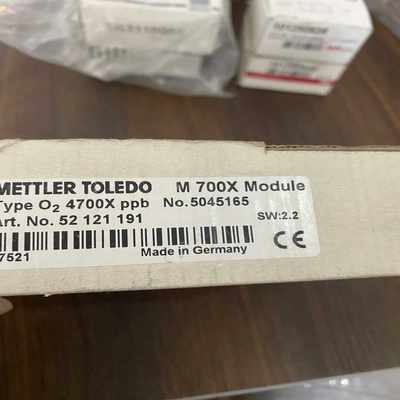 METTLER TOLEDO M 700X Module
Type O2 4700X ppb No.5045165
Art. No. 52 121 191 SW:2.2
7521 Made in Germany CE